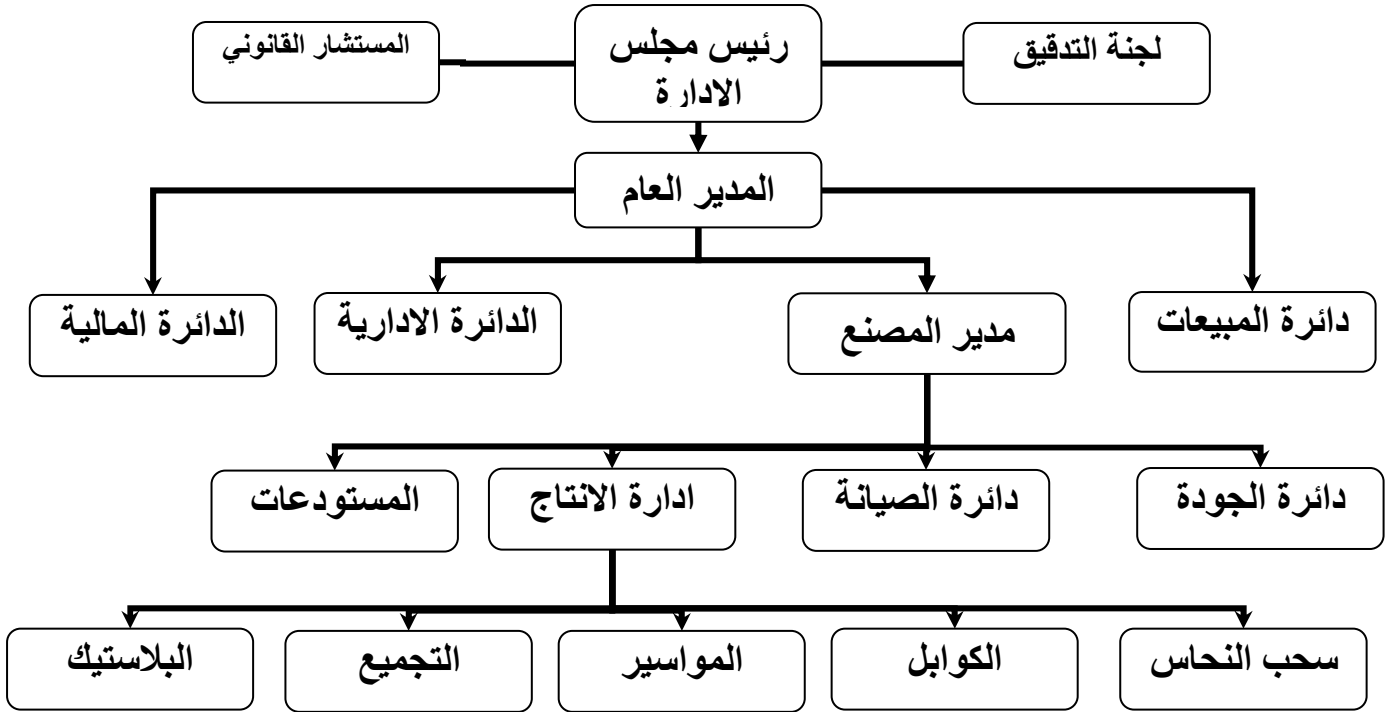 لجنة التدقيق
رئيس مجلس
الادارة
المستشار القانوني
المدير العام
دائرة المبيعات
مدير المصنع
الدائرة الادارية
الدائرة المالية
دائرة الجودة
دائرة الصيانة
ادارة الانتاج
المستودعات
سحب النحاس
الكوابل
المواسير
التجميع
البلاستيك